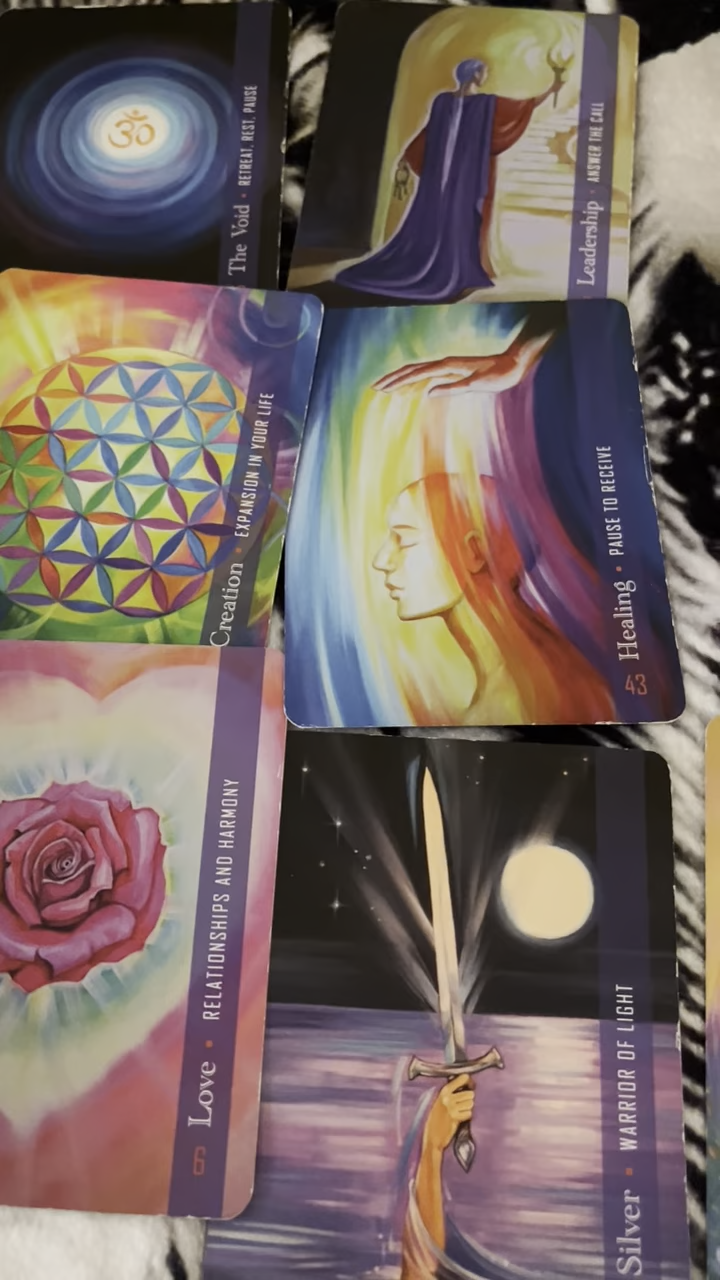 ॐ
The Void • RETREAT, REST, PAUSE
Leadership • ANSWER THE CALL
Creation • EXPANSION IN YOUR LIFE
43 Healing • PAUSE TO RECEIVE
6 Love • RELATIONSHIPS AND HARMONY
Silver • WARRIOR OF LIGHT